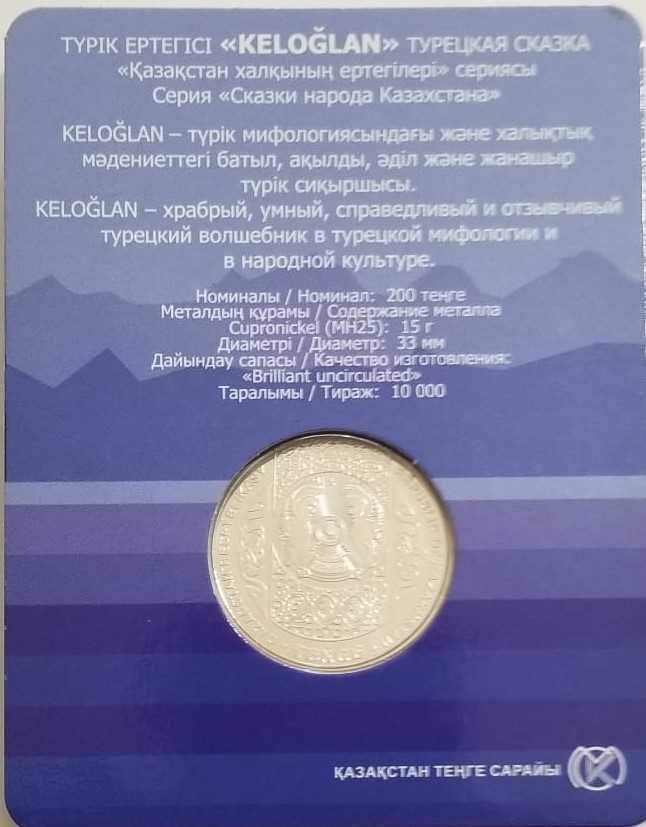 ТҮРІК ЕРТЕГІСІ «KELOĞLAN» ТУРЕЦКАЯ СКАЗКА
«Қазақстан халқының ертегілері» сериясы
Серия «Сказки народа Казахстана»
KELOĞLAN – түрік мифологиясындағы және халықтық
мәдениеттегі батыл, ақылды, әділ және жанашыр
түрік сиқыршысы.
KELOĞLAN – храбрый, умный, справедливый и отзывчивый
турецкий волшебник в турецкой мифологии и
в народной культуре.
Номиналы / Номинал: 200 теңге
Металдың құрамы / Содержание металла
Cupronickel (МН25): 15 г
Диаметрі / Диаметр: 33 мм
Дайындау сапасы / Качество изготовления:
«Brilliant uncirculated»
Таралымы / Тираж: 10 000
ҚАЗАҚСТАН ТЕҢГЕ САРАЙЫ